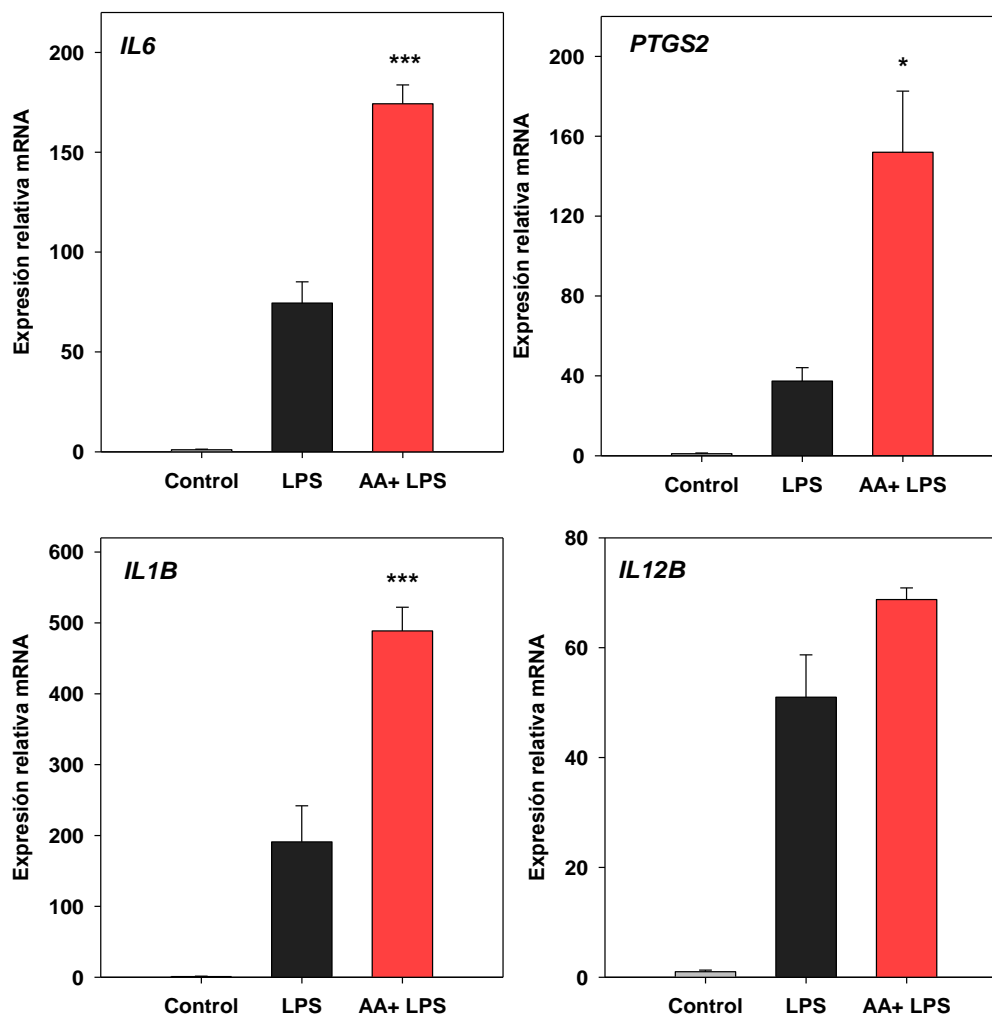 IL6
***
Expresión relativa mRNA
200
150
100
50
0
Control LPS AA+ LPS
PTGS2
*
Expresión relativa mRNA
200
160
120
80
40
0
Control LPS AA+ LPS
IL1B
***
Expresión relativa mRNA
600
500
400
300
200
100
0
Control LPS AA+ LPS
IL12B
Expresión relativa mRNA
80
60
40
20
0
Control LPS AA+ LPS